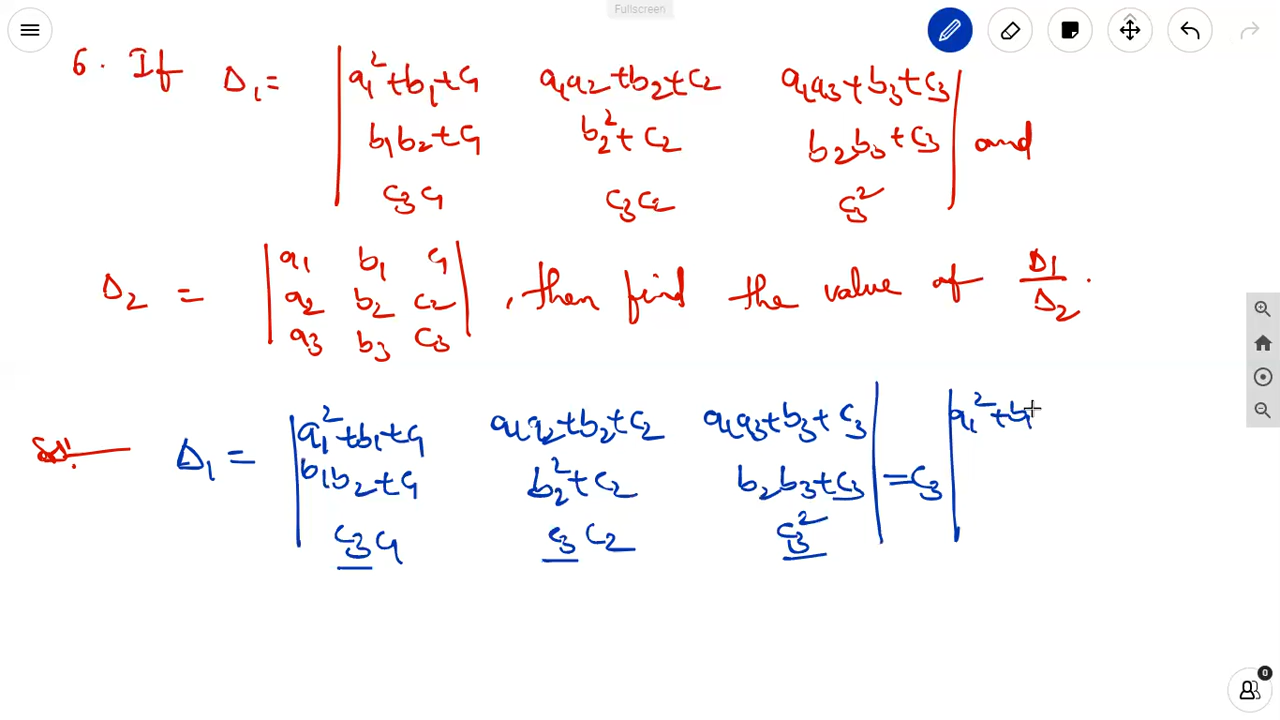 Fullscreen
6. If Δ₁ = | a₁²+b₁+c₁ a₁a₂+b₂+c₂ a₁a₃+b₃+c₃ |
| b₁b₂+c₁ b₂²+c₂ b₂b₃+c₃ | and
| c₃c₁ c₃c₂ c₃² |
| a₁ b₁ c₁ |
Δ₂ = | a₂ b₂ c₂ | , then find the value of Δ₁/Δ₂ .
| a₃ b₃ c₃ |
| a₁²+b₁+c₁ a₁a₂+b₂+c₂ a₁a₃+b₃+c₃ | | a₁²+b₁
Sol. Δ₁ = | b₁b₂+c₁ b₂²+c₂ b₂b₃+c₃ | = c₃ |
| c₃c₁ c₃c₂ c₃² |
0